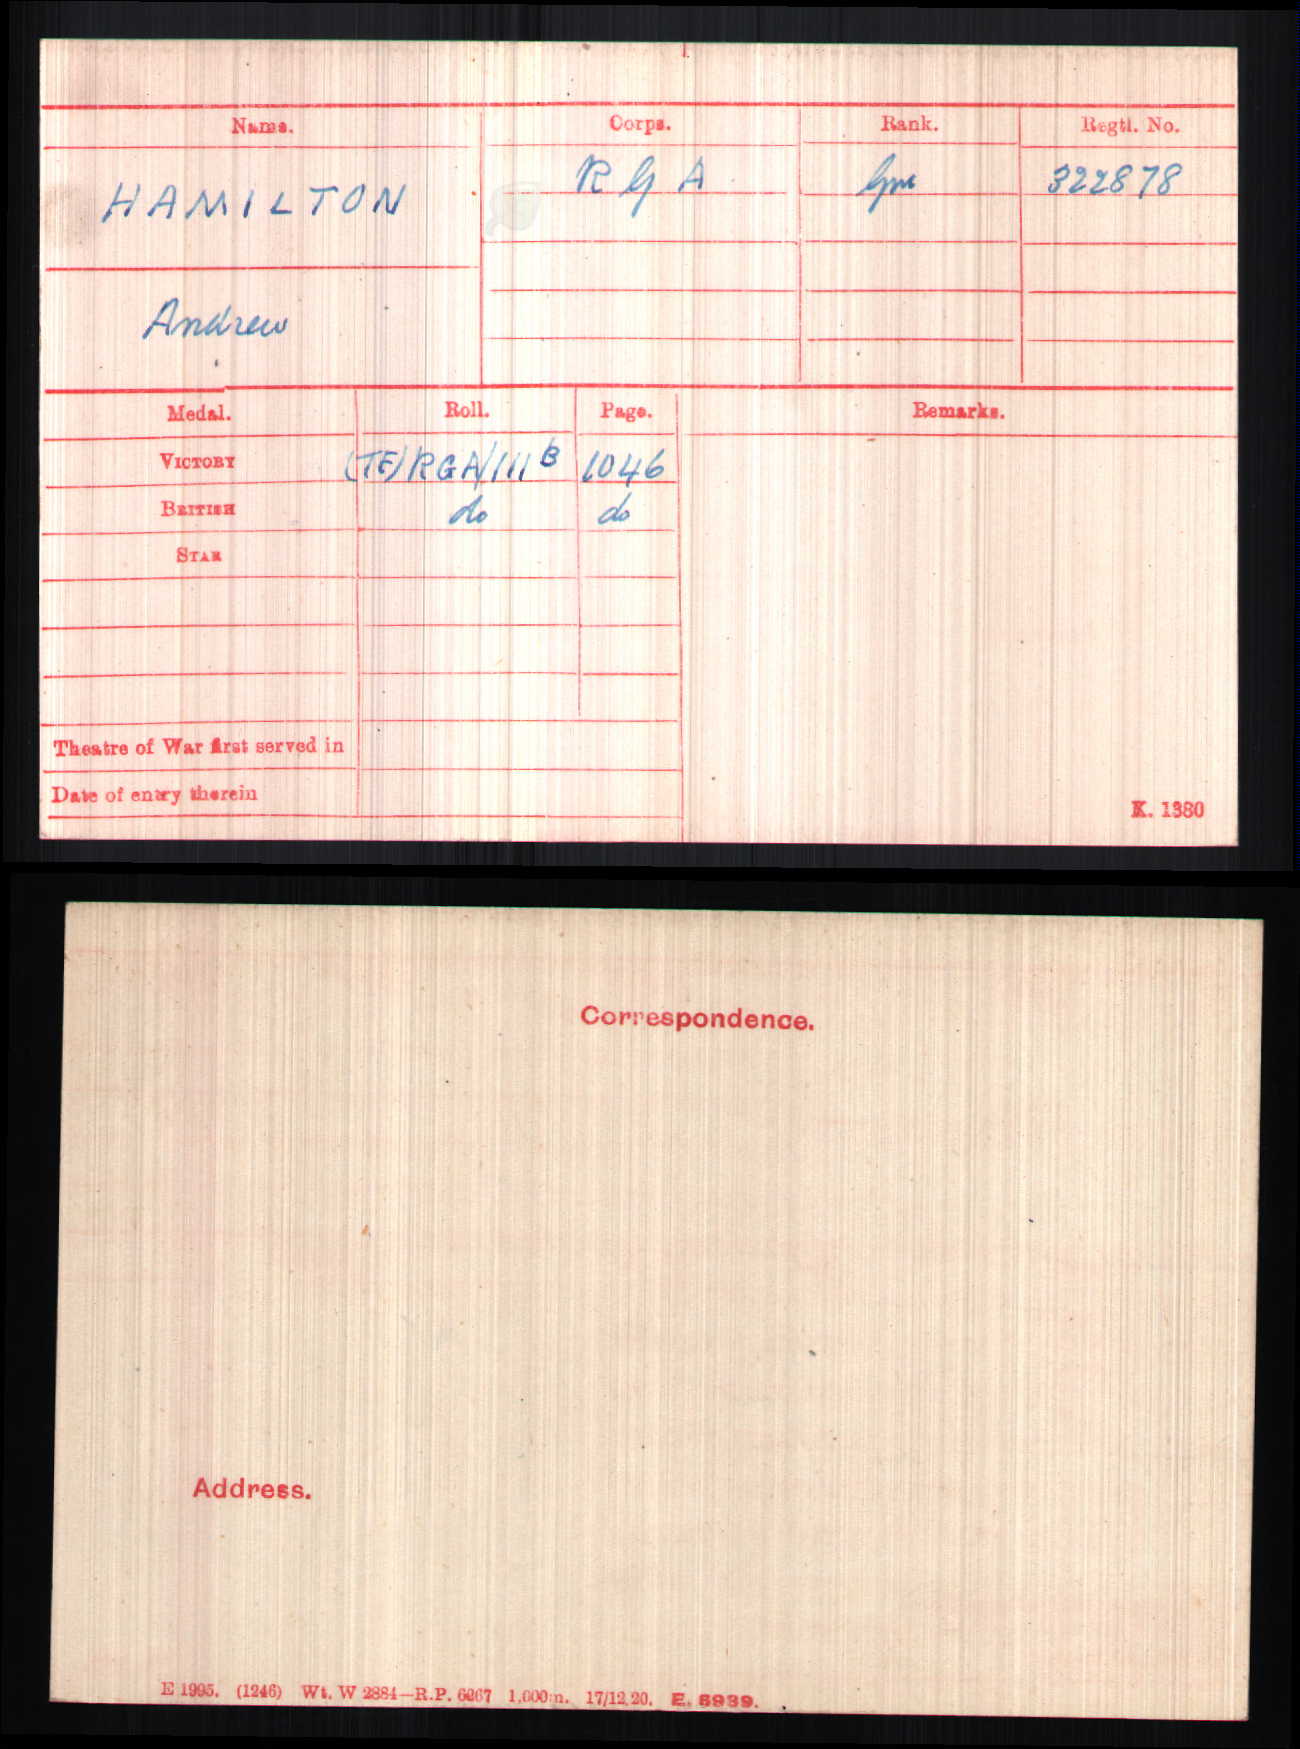 Name. Corps. Rank. Regtl. No.
HAMILTON R G A Gnr 322878
Andrew
Medal. Roll. Page. Remarks.
VICTORY (TF)RGA/111B 1046
BRITISH do do
STAR
Theatre of War first served in
Date of entry therein
K. 1380
Correspondence.
Address.
E 1995. (1246) Wt. W 2884—R.P. 6267 1,000m. 17/12.20. E. 8939.